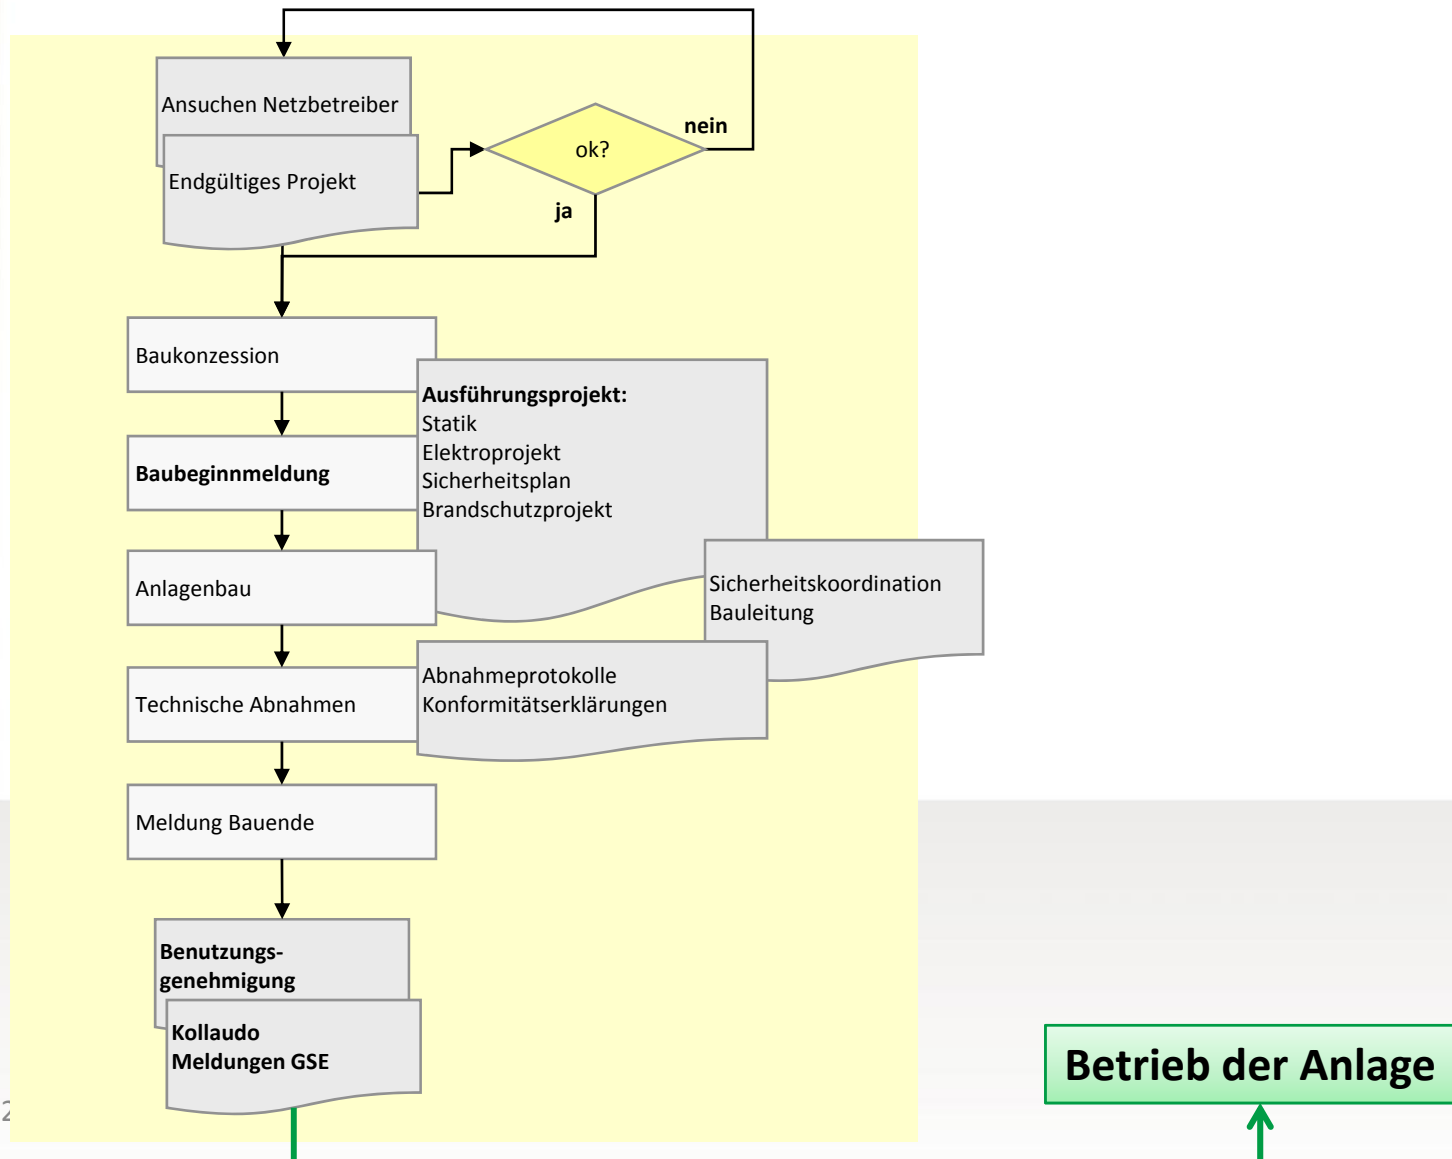 Ansuchen Netzbetreiber
Endgültiges Projekt
ok?
nein
ja
Baukonzession
Ausführungsprojekt:
Statik
Elektroprojekt
Sicherheitsplan
Brandschutzprojekt
Baubeginnmeldung
Anlagenbau
Sicherheitskoordination
Bauleitung
Technische Abnahmen
Abnahmeprotokolle
Konformitätserklärungen
Meldung Bauende
Benutzungs-
genehmigung
Kollaudo
Meldungen GSE
Betrieb der Anlage